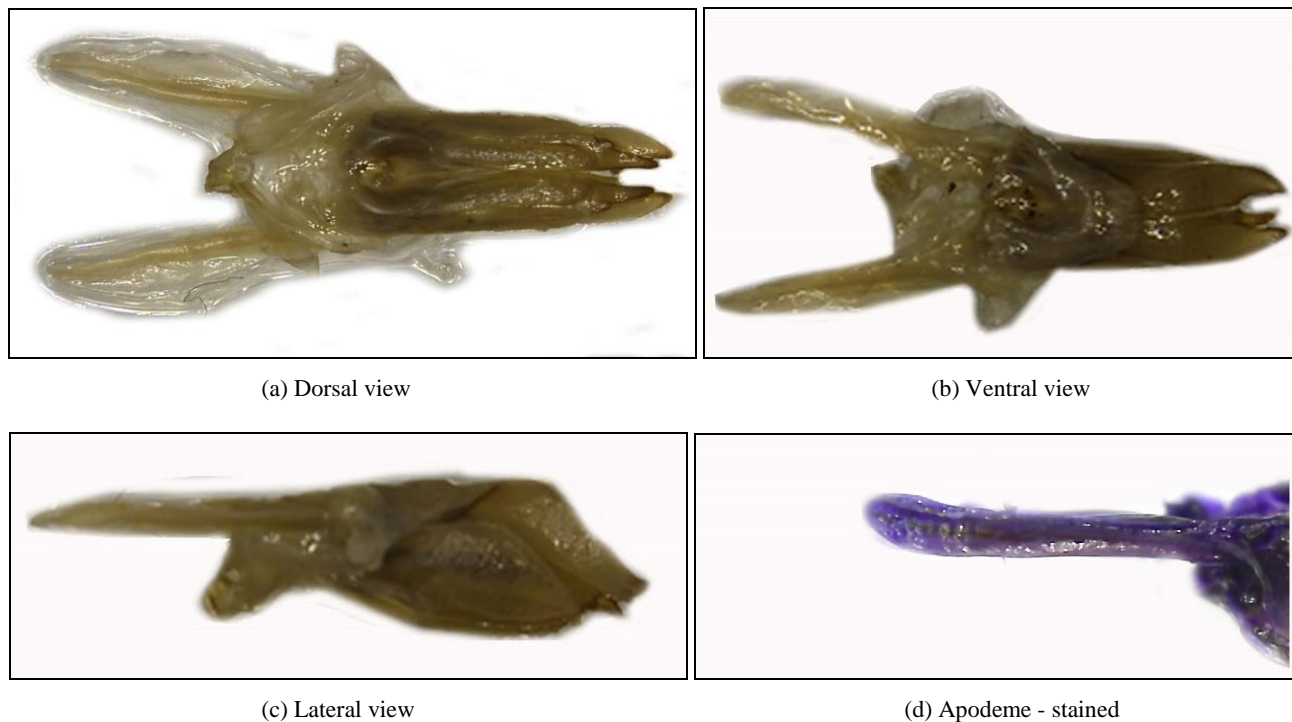 (a) Dorsal view
(b) Ventral view
(c) Lateral view
(d) Apodeme - stained